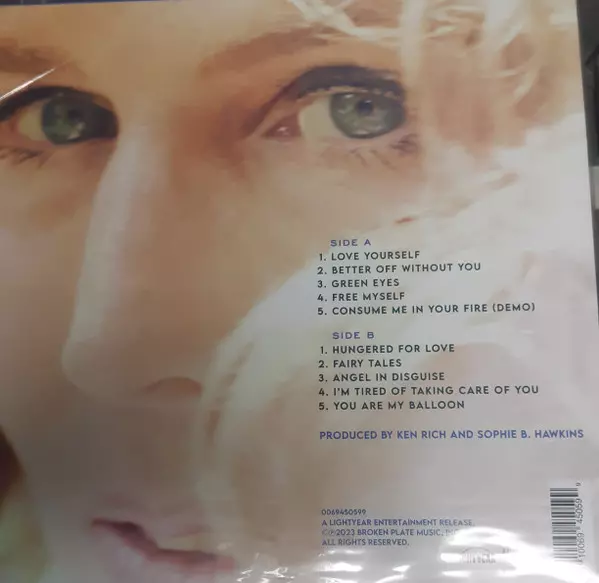 SIDE A
1. LOVE YOURSELF
2. BETTER OFF WITHOUT YOU
3. GREEN EYES
4. FREE MYSELF
5. CONSUME ME IN YOUR FIRE (DEMO)
SIDE B
1. HUNGERED FOR LOVE
2. FAIRY TALES
3. ANGEL IN DISGUISE
4. I'M TIRED OF TAKING CARE OF YOU
5. YOU ARE MY BALLOON
PRODUCED BY KEN RICH AND SOPHIE B. HAWKINS
0069450599
A LIGHTYEAR ENTERTAINMENT RELEASE.
©℗2023 BROKEN PLATE MUSIC,
ALL RIGHTS RESERVED.